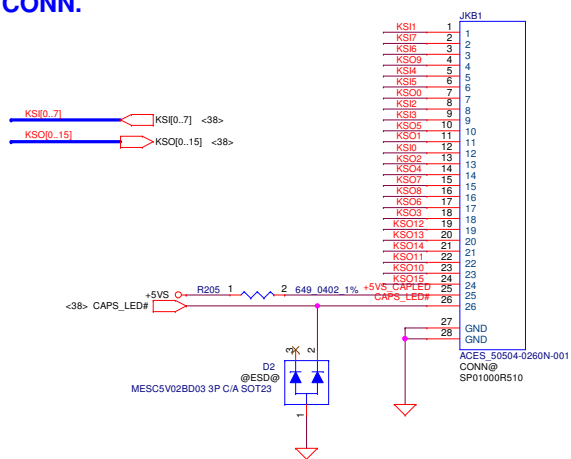 CONN.
JKB1
KSI1 1 1
KSI7 2 2
KSI6 3 3
KSO9 4 4
KSI4 5 5
KSI5 6 6
KSO0 7 7
KSI2 8 8
KSI3 9 9
KSO5 10 10
KSO1 11 11
KSI0 12 12
KSO2 13 13
KSO4 14 14
KSO7 15 15
KSO8 16 16
KSO6 17 17
KSO3 18 18
KSO12 19 19
KSO13 20 20
KSO14 21 21
KSO11 22 22
KSO10 23 23
KSO15 24 24
KSI[0..7] KSI[0..7] <38>
KSO[0..15] KSO[0..15] <38>
+5VS R205 1 2 649_0402_1% +5VS_CAPLED 25 25
<38> CAPS_LED# CAPS_LED# 26 26
27 GND
28 GND
ACES_50504-0260N-001
CONN@
SP01000R510
3 2
D2
@ESD@
MESC5V02BD03 3P C/A SOT23
1